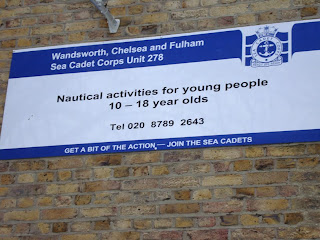 Wandsworth, Chelsea and Fulham
Sea Cadet Corps Unit 278
Nautical activities for young people
10 – 18 year olds
Tel 020 8789 2643
GET A BIT OF THE ACTION, — JOIN THE SEA CADETS